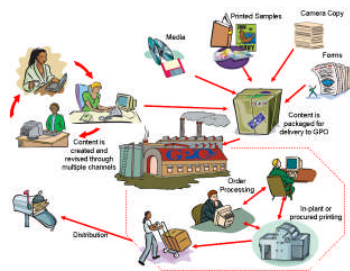 Camera Copy
Printed Samples
Media
Forms
Content is
packaged for
delivery to GPO
Content is
created and
revised through
multiple channels
GPO
Order
Processing
In-plant or
procured printing
Distribution